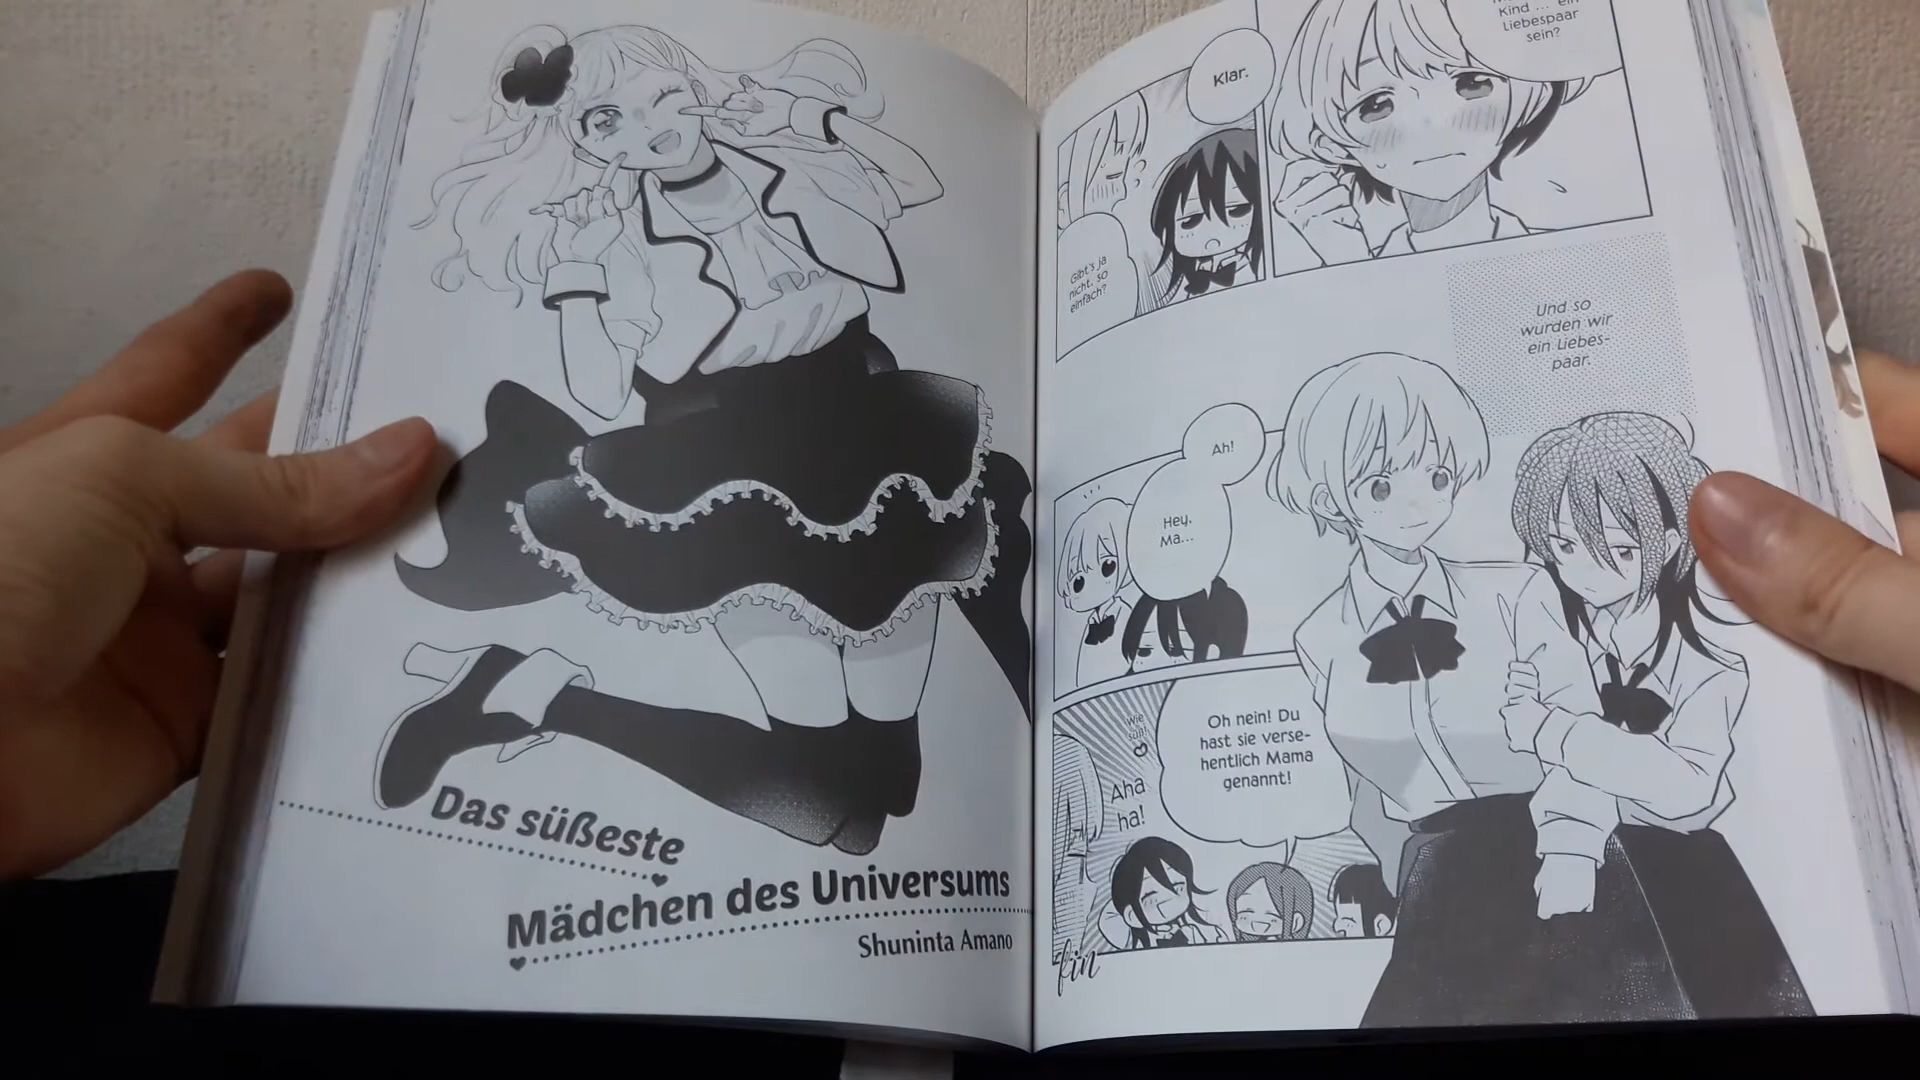 Kind ... ein
Liebespaar
sein?
Klar.
Gibt's ja
nicht, so
einfach?
Und so
wurden wir
ein Liebes-
paar.
Ah!
Hey,
Ma...
Oh nein! Du
hast sie verse-
hentlich Mama
genannt!
Wie
süß!
Aha
ha!
fin
Das süßeste
Mädchen des Universums
Shuninta Amano